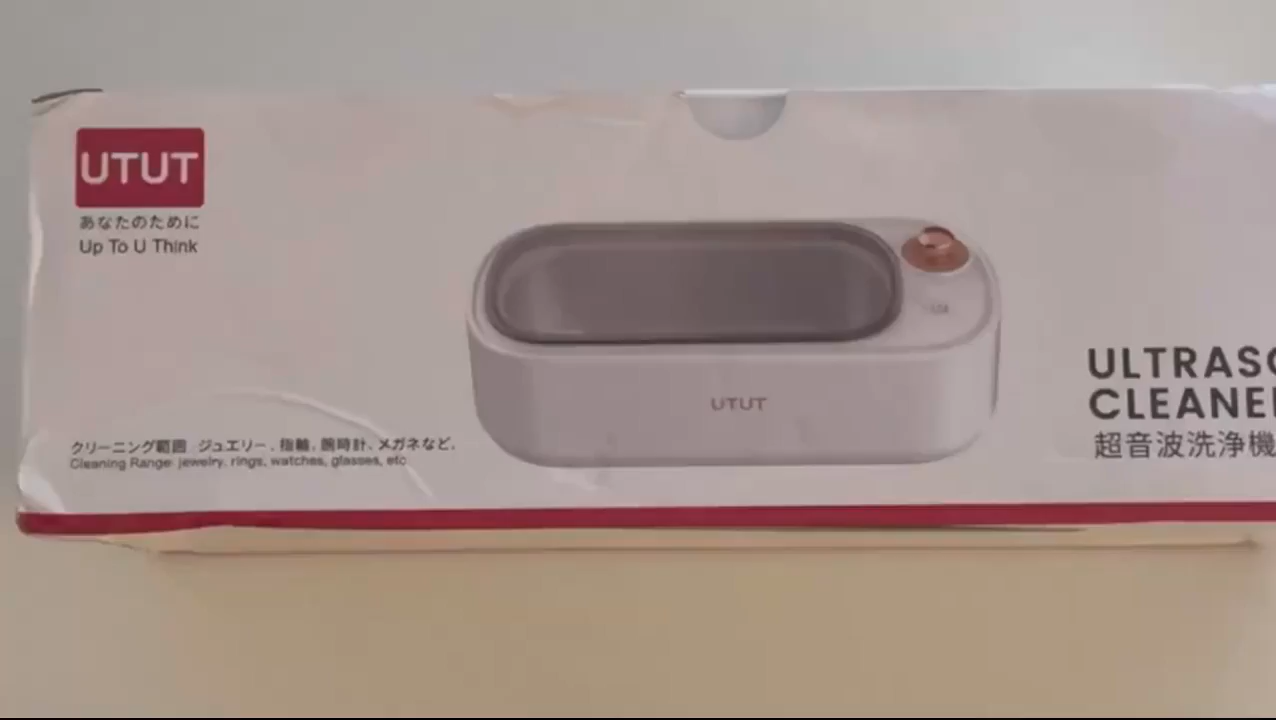 UTUT
あなたのために
Up To U Think
UTUT
クリーニング範囲 ジュエリー、指輪、腕時計、メガネなど、
Cleaning Range: jewelry, rings, watches, glasses, etc
ULTRASO
CLEANE
超音波洗浄機